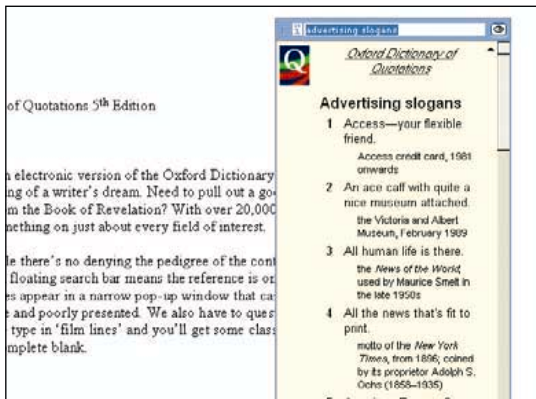 of Quotations 5th Edition
n electronic version of the Oxford Dictionary
ng of a writer's dream. Need to pull out a go
m the Book of Revelation? With over 20,000
nething on just about every field of interest.
le there's no denying the pedigree of the cont
floating search bar means the reference is or
es appear in a narrow pop-up window that ca
e and poorly presented. We also have to ques
type in 'film lines' and you'll get some clas
mplete blank.
advertising slogans
Q
Oxford Dictionary of
Quotations
Advertising slogans
1 Access—your flexible
friend.
Access credit card, 1981
onwards
2 An ace caff with quite a
nice museum attached.
the Victoria and Albert
Museum, February 1989
3 All human life is there.
the News of the World;
used by Maurice Smelt in
the late 1950s
4 All the news that's fit to
print.
motto of the New York
Times, from 1896; coined
by its proprietor Adolph S.
Ochs (1858–1935)